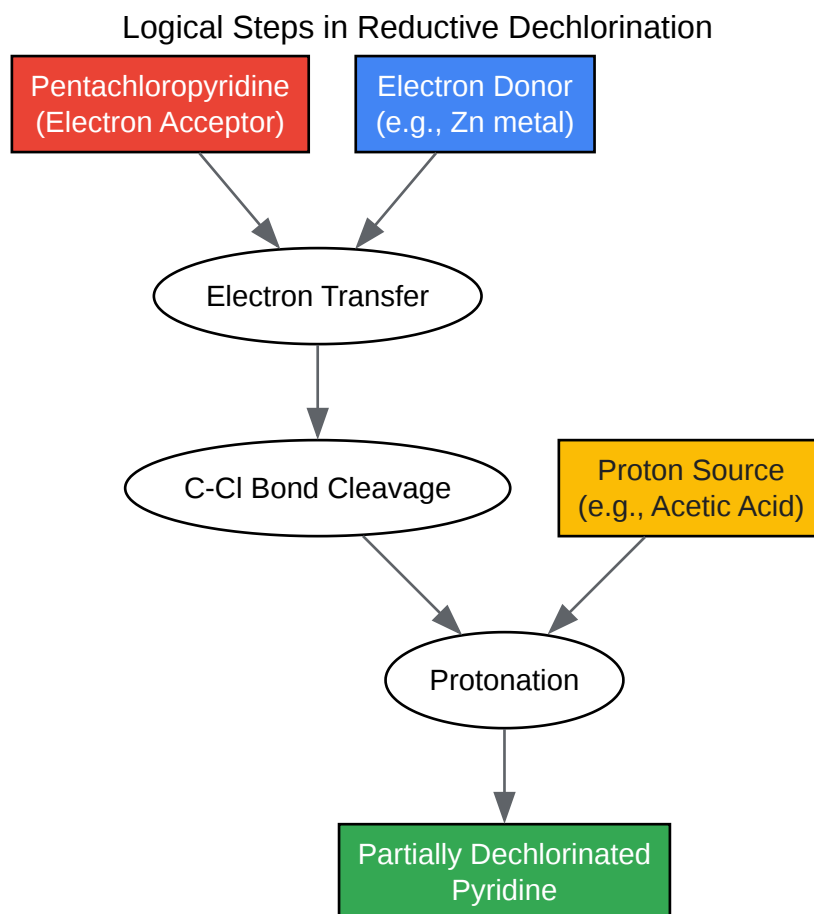 Logical Steps in Reductive Dechlorination
Pentachloropyridine
(Electron Acceptor)
Electron Donor
(e.g., Zn metal)
Electron Transfer
C-Cl Bond Cleavage
Proton Source
(e.g., Acetic Acid)
Protonation
Partially Dechlorinated
Pyridine